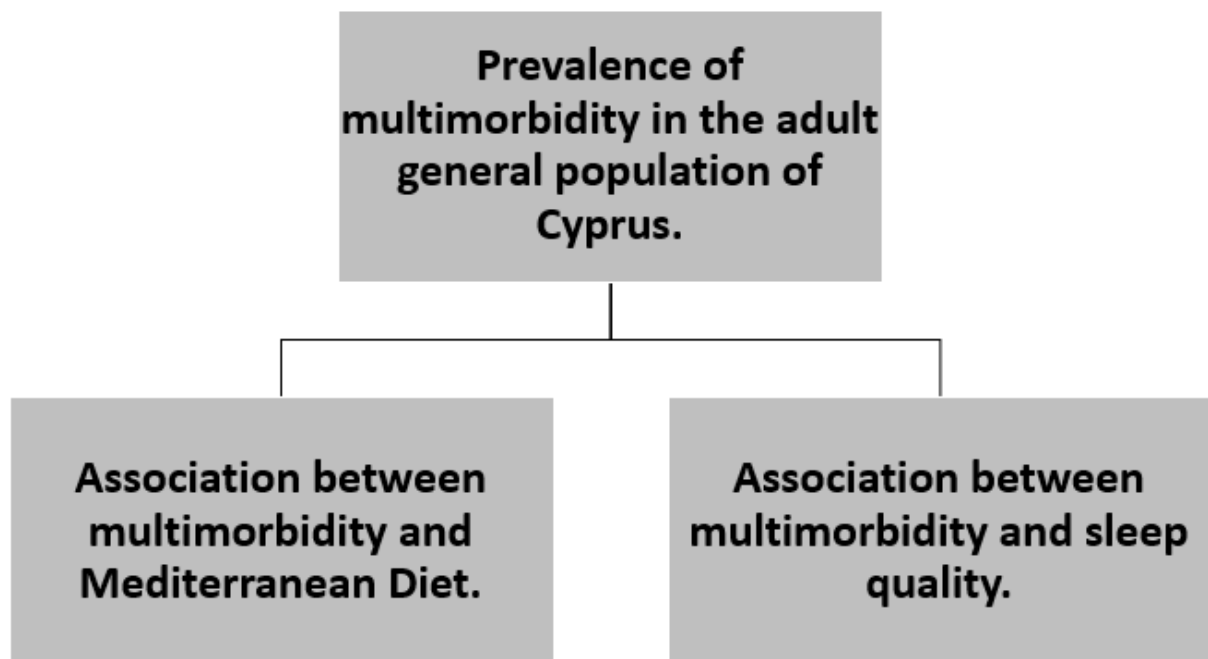 Prevalence of
multimorbidity in the adult
general population of
Cyprus.
Association between
multimorbidity and
Mediterranean Diet.
Association between
multimorbidity and sleep
quality.